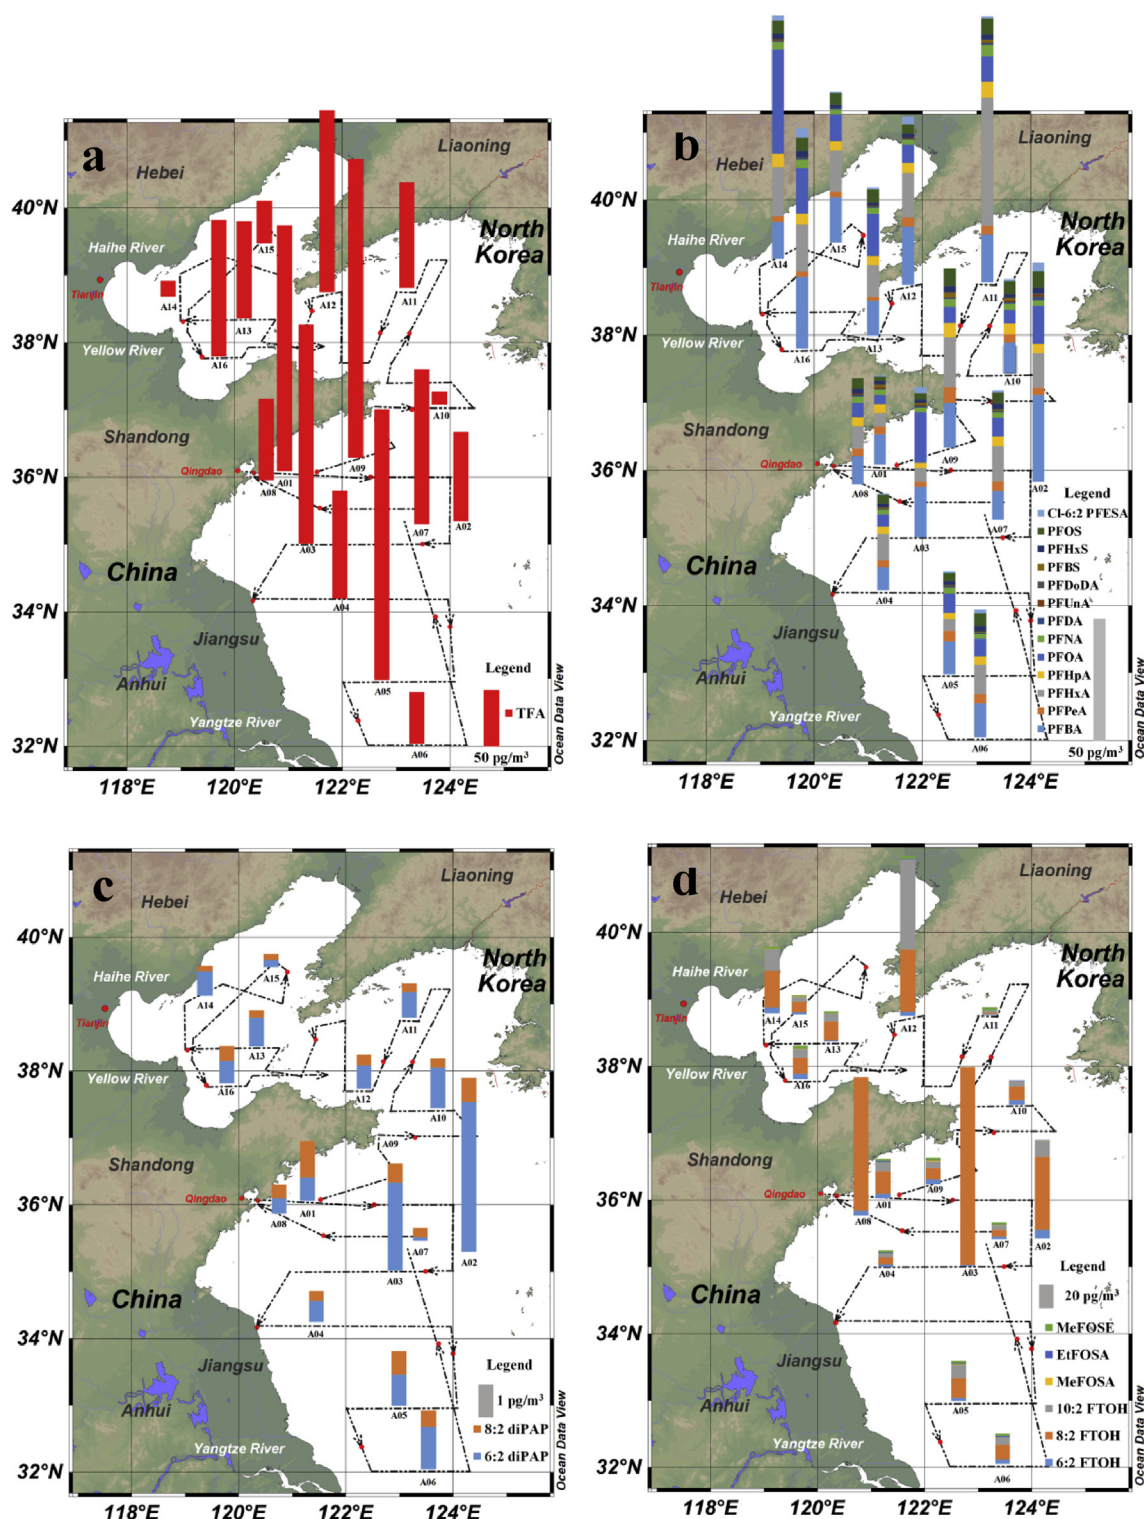 a
Hebei
Liaoning
40°N
North
Korea
Haihe River
A15
Tianjin
A14
A13
A12
A11
38°N
Yellow River
A16
A10
Shandong
36°N
Qingdao
A08
A01
A09
A03
A07
A02
China
A04
34°N
Jiangsu
Anhui
A05
Legend
TFA
Yangtze River
A06
50 pg/m³
32°N
Ocean Data View
118°E
120°E
122°E
124°E
b
Hebei
Liaoning
40°N
North
Korea
Haihe River
A15
A14
Tianjin
A12
A11
38°N
Yellow River
A16
A13
A10
Shandong
36°N
Qingdao
A08
A01
A09
A02
Legend
Cl-6:2 PFESA
A07
PFOS
A03
PFHxS
PFBS
China
PFDoDA
A04
PFUnA
34°N
PFDA
Jiangsu
PFNA
PFOA
Anhui
A05
PFHpA
PFHxA
PFPeA
Yangtze River
PFBA
A06
50 pg/m³
32°N
Ocean Data View
118°E
120°E
122°E
124°E
c
Hebei
Liaoning
40°N
North
Korea
Haihe River
A15
A14
Tianjin
A13
A11
38°N
Yellow River
A16
A12
A10
A09
Shandong
36°N
Qingdao
A08
A01
A07
A02
A03
China
A04
34°N
Jiangsu
Legend
1 pg/m³
Anhui
A05
8:2 diPAP
Yangtze River
6:2 diPAP
A06
32°N
Ocean Data View
118°E
120°E
122°E
124°E
d
Hebei
Liaoning
40°N
North
Korea
Haihe River
A14
A15
A12
A11
Tianjin
A13
38°N
Yellow River
A16
A10
Shandong
A09
36°N
Qingdao
A01
A08
A07
A02
A04
A03
Legend
China
20 pg/m³
34°N
MeFOSE
Jiangsu
EtFOSA
MeFOSA
Anhui
A05
10:2 FTOH
8:2 FTOH
Yangtze River
6:2 FTOH
A06
32°N
Ocean Data View
118°E
120°E
122°E
124°E